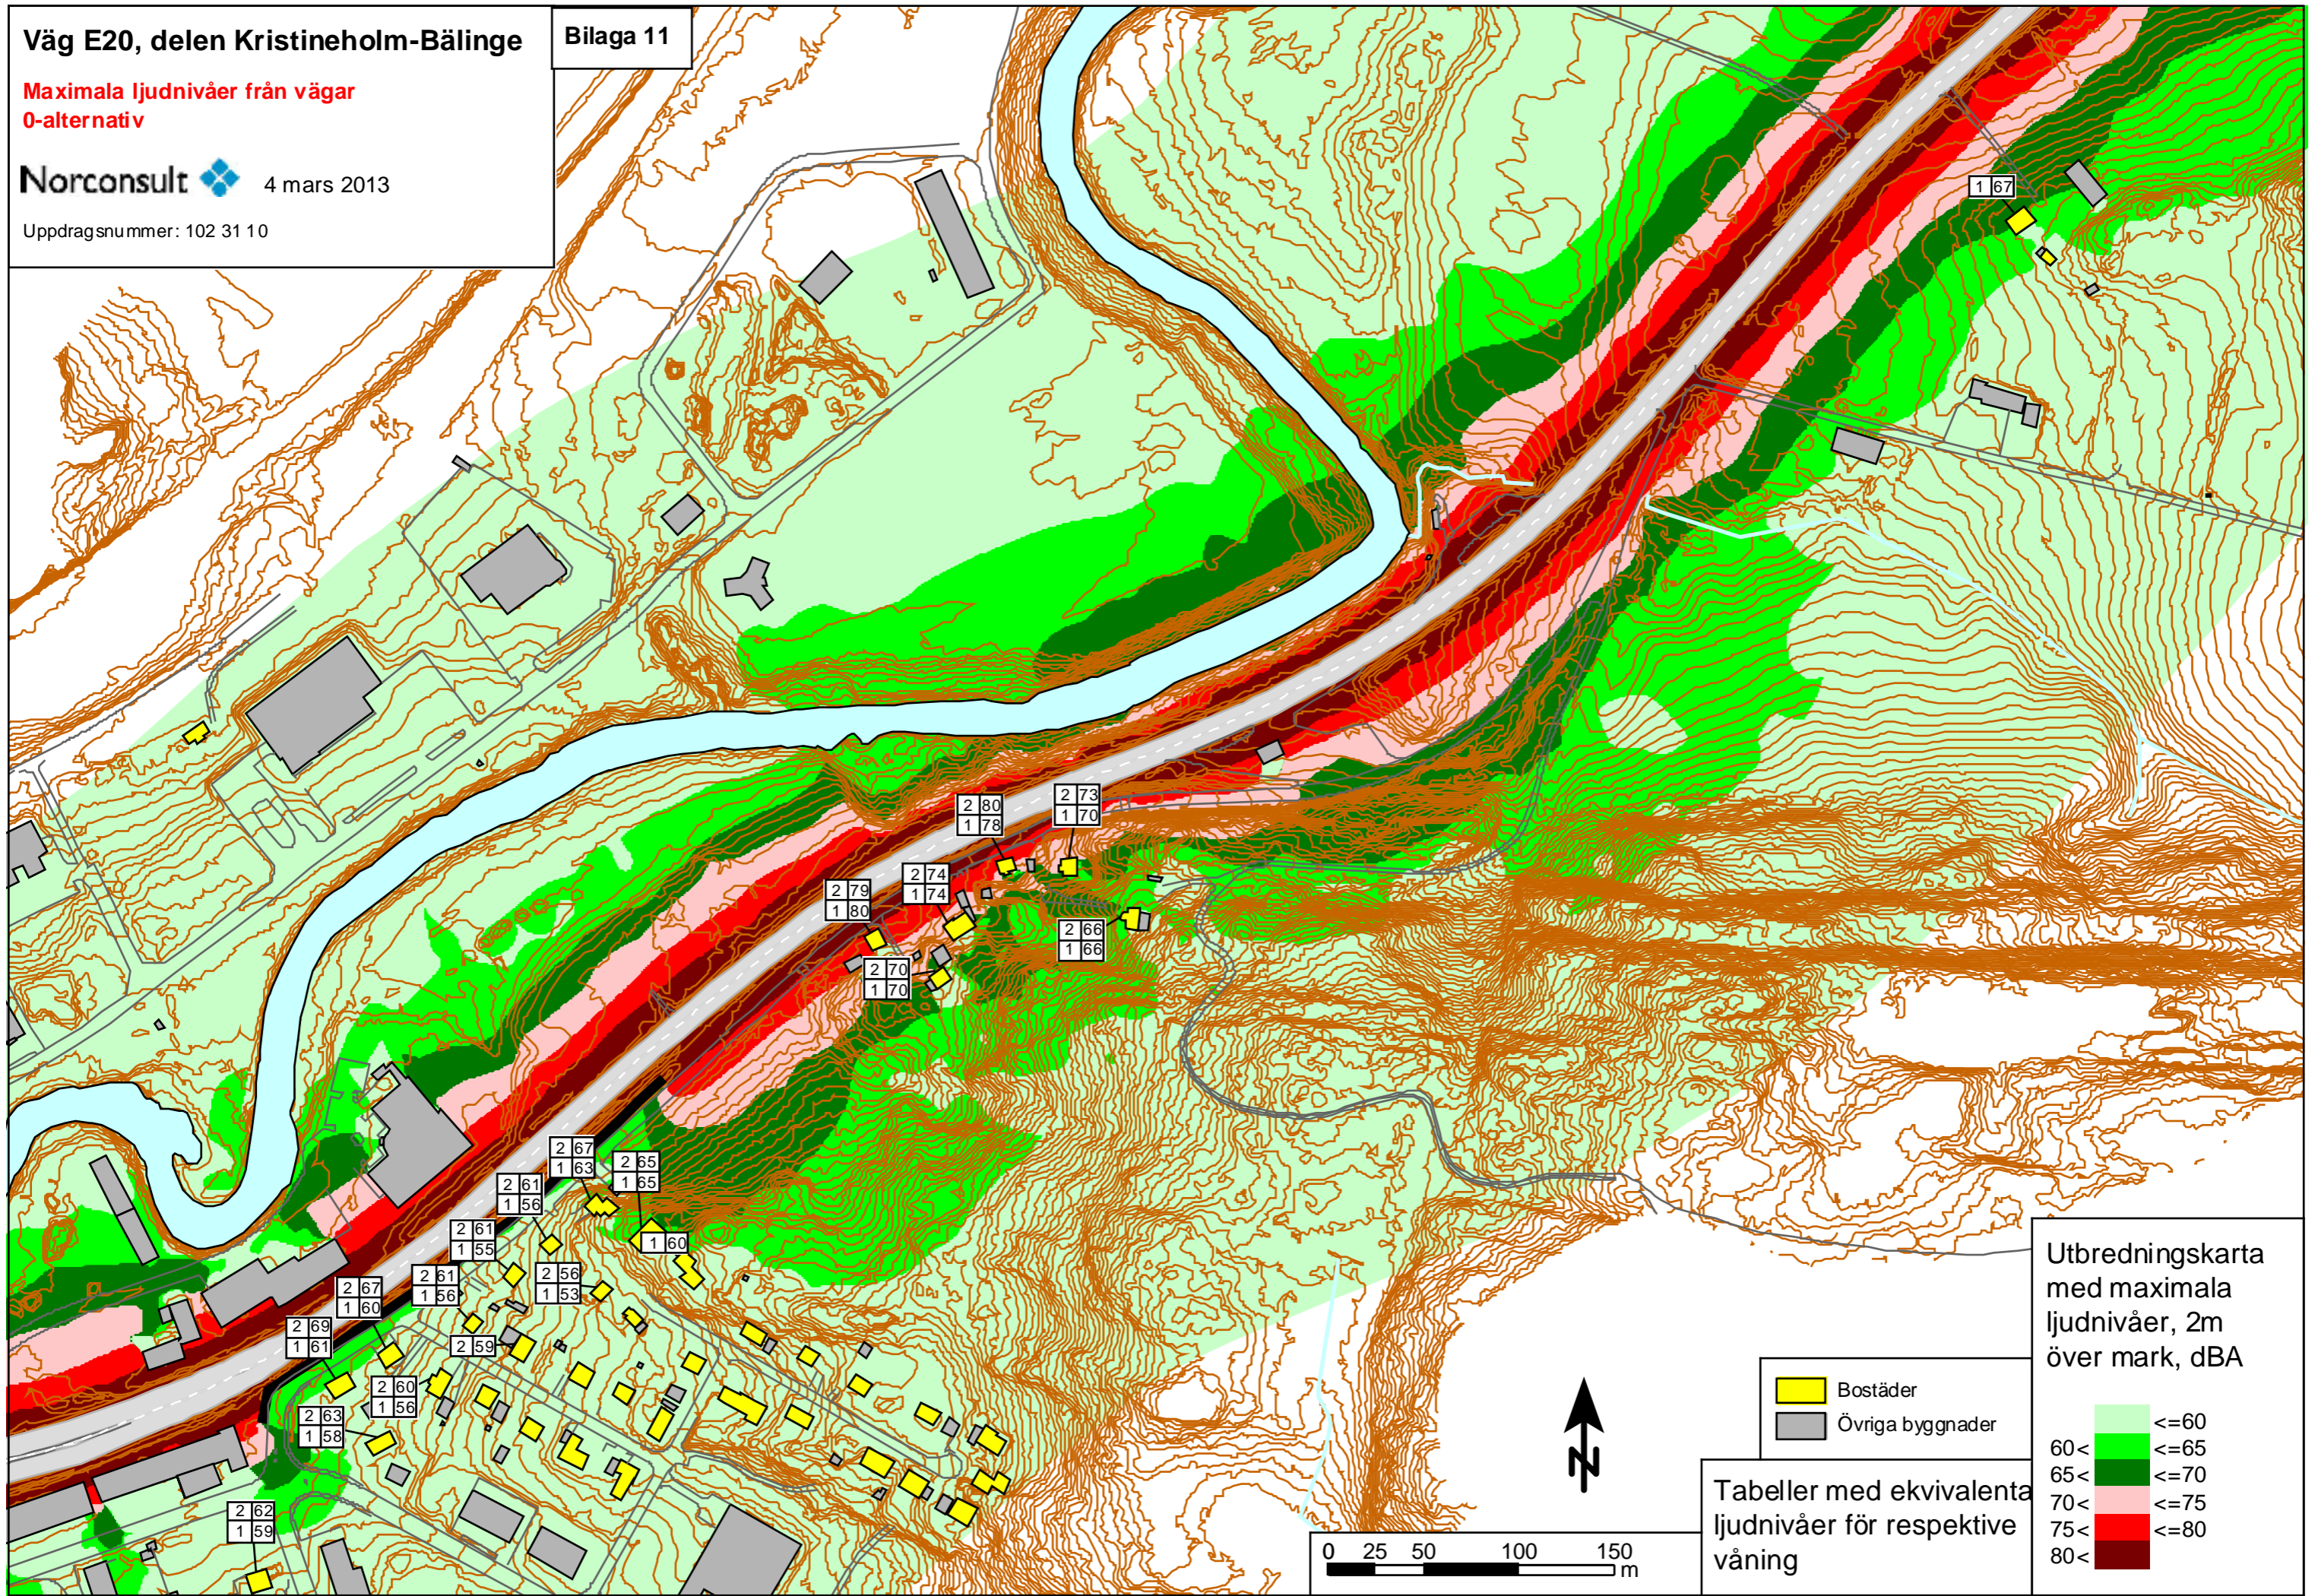 Väg E20, delen Kristineholm-Bälinge
Bilaga 11
Maximala ljudnivåer från vägar
0-alternativ
Norconsult
4 mars 2013
Uppdragsnummer: 102 31 10
1 67
2 80
1 78
2 73
1 70
2 74
1 74
2 79
1 80
2 70
1 70
2 66
1 66
2 67
1 63
2 65
1 65
2 61
1 56
1 60
2 61
1 55
2 61
1 56
2 56
1 53
2 67
1 60
2 69
1 61
2 59
2 60
1 56
2 63
1 58
2 62
1 59
N
Bostäder
Övriga byggnader
Tabeller med ekvivalenta
ljudnivåer för respektive
våning
0 25 50 100 150
m
Utbredningskarta
med maximala
ljudnivåer, 2m
över mark, dBA
<=60
60< <=65
65< <=70
70< <=75
75< <=80
80<